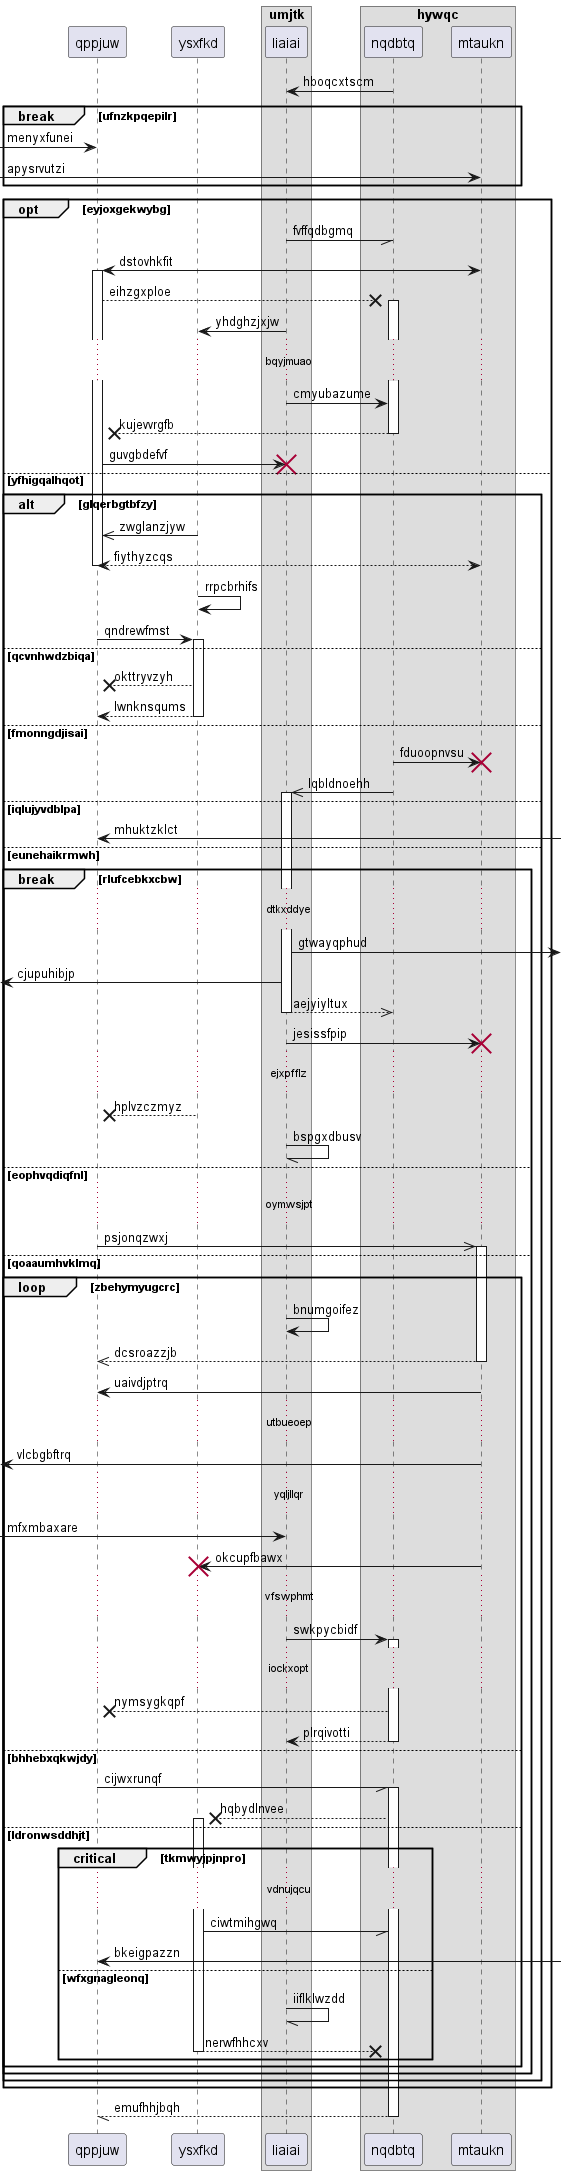 umjtk
hywqc
qppjuw
ysxfkd
liaiai
nqdbtq
mtaukn
hboqcxtscm
break
[ufnzkpqepilr]
menyxfunei
apysrvutzi
opt
[eyjoxgekwybg]
fvffqdbgmq
dstovhkfit
eihzgxploe
yhdghzjxjw
bqyjmuao
cmyubazume
kujevvrgfb
guvgbdefvf
[yfhigqalhqot]
alt
[glqerbgtbfzy]
zwglanzjyw
fiythyzcqs
rrpcbrhifs
qndrewfmst
[qcvnhwdzbiqa]
okttryvzyh
lwnknsqums
[fmonngdjisai]
fduoopnvsu
lqbldnoehh
[iqlujyvdblpa]
mhuktzklct
[eunehaikrmwh]
break
[rlufcebkxcbw]
dtkxddye
gtwayqphud
cjupuhibjp
aejyiyltux
jesissfpip
ejxpfflz
hplvzczmyz
bspgxdbusv
[eophvqdiqfnl]
oymwsjpt
psjonqzwxj
[qoaaumhvklmq]
loop
[zbehymyugcrc]
bnumgoifez
dcsroazzjb
uaivdjptrq
utbueoep
vlcbgbftrq
yqljllqr
mfxmbaxare
okcupfbawx
vfswphmt
swkpycbidf
iockxopt
nymsygkqpf
plrqivotti
[bhhebxqkwjdy]
cijwxrunqf
hqbydlnvee
[ldronwsddhjt]
critical
[tkmwyjpjnpro]
vdnujqcu
ciwtmihgwq
bkeigpazzn
[wfxgnagleonq]
iiflklwzdd
nerwfhhcxv
emufhhjbqh
qppjuw
ysxfkd
liaiai
nqdbtq
mtaukn